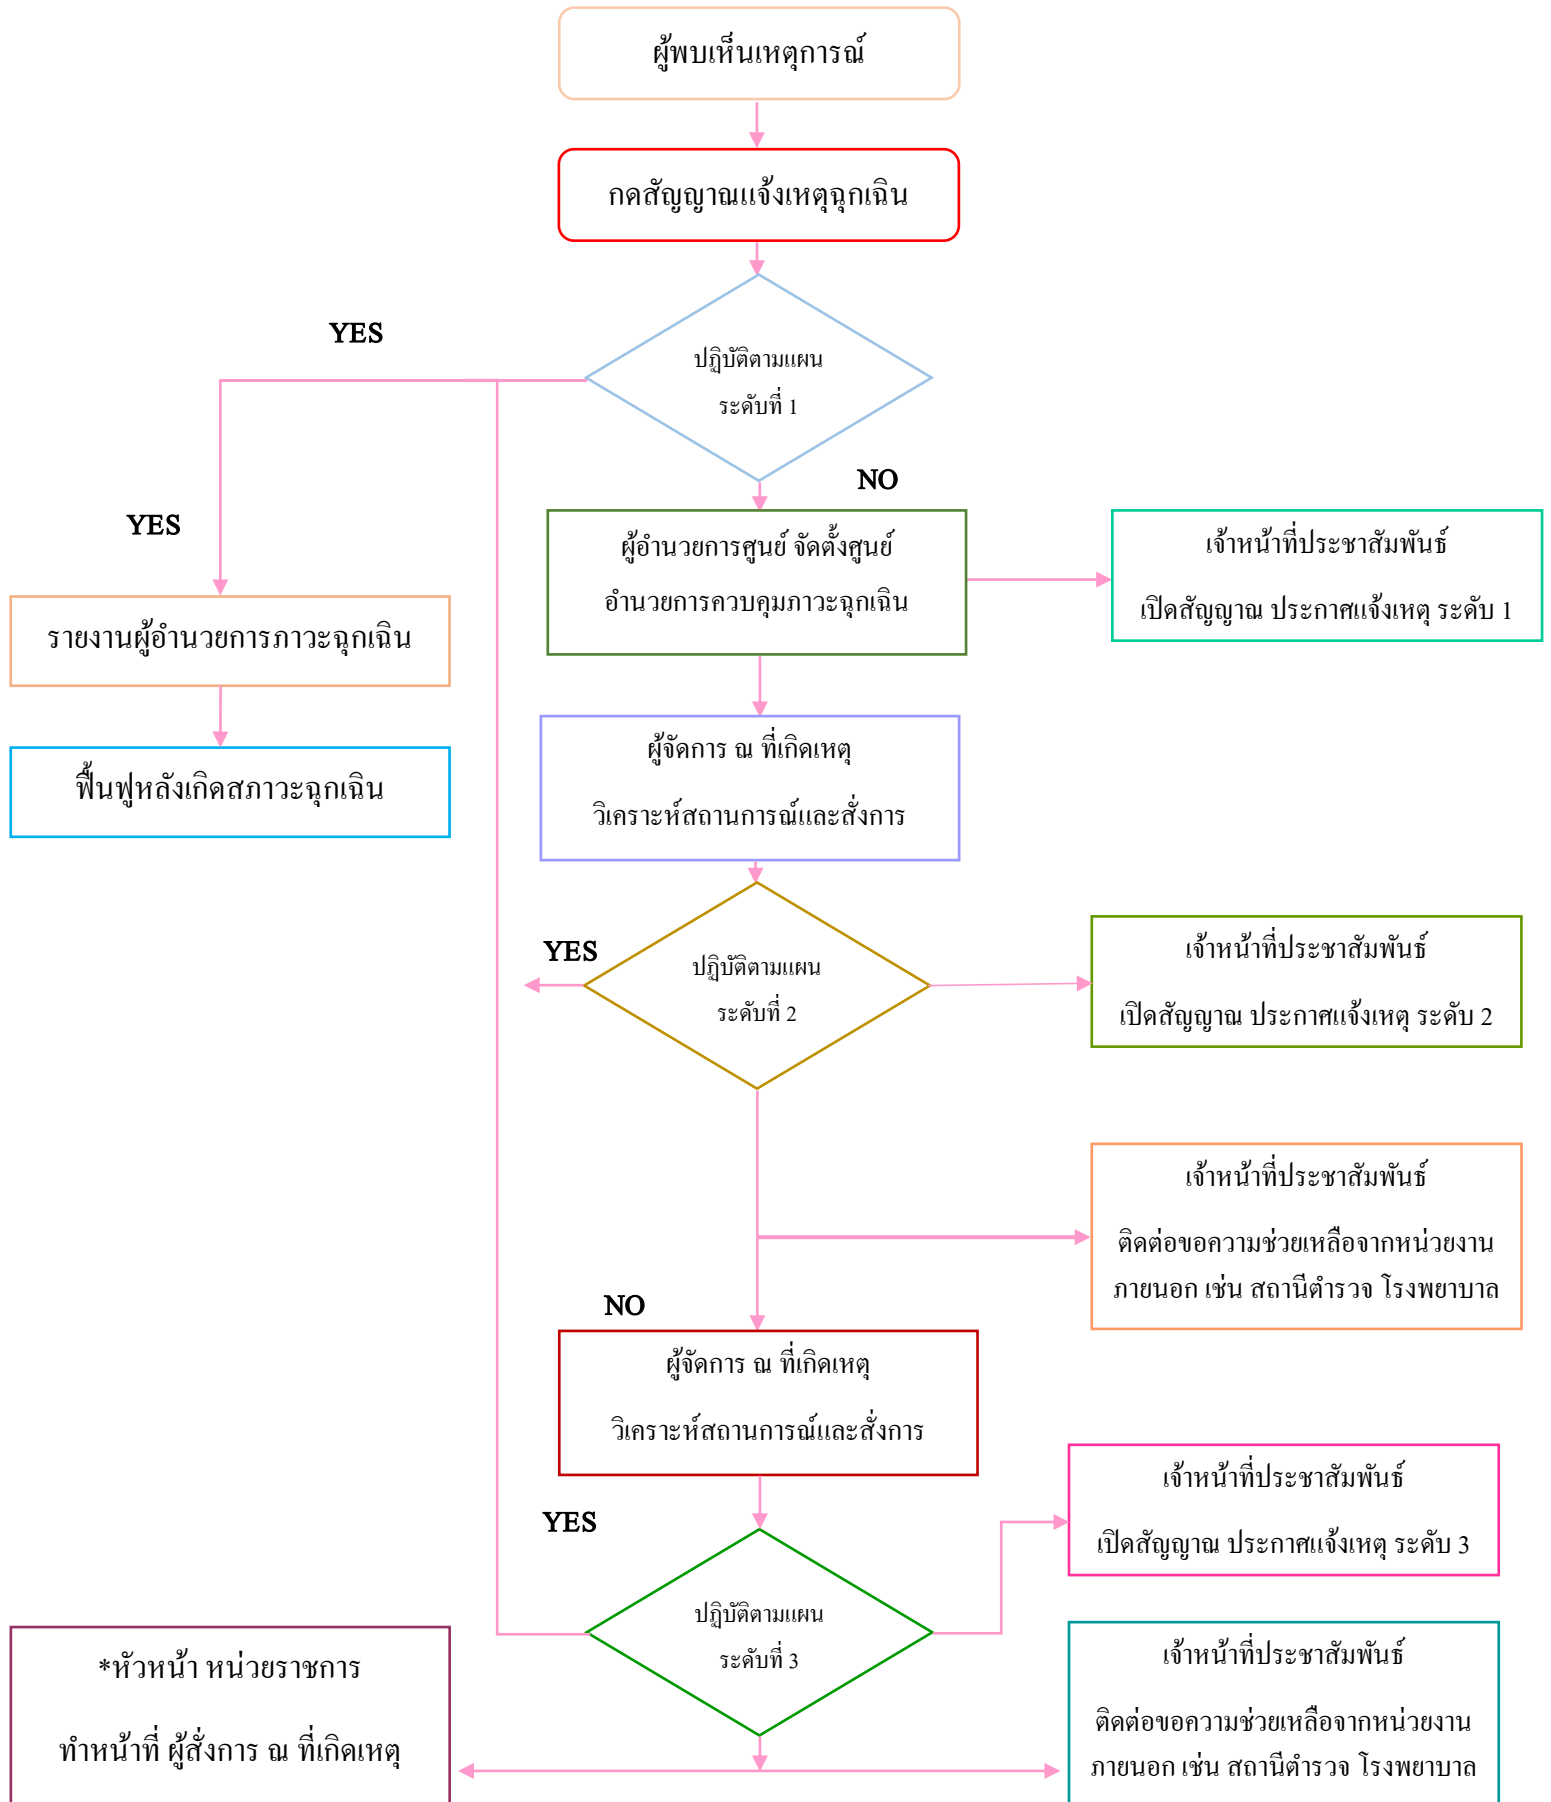 ผู้พบเห็นเหตุการณ์
กดสัญญาณแจ้งเหตุฉุกเฉิน
YES
ปฏิบัติตามแผน
ระดับที่ 1
NO
YES
ผู้อำนวยการศูนย์ จัดตั้งศูนย์
อำนวยการควบคุมภาวะฉุกเฉิน
เจ้าหน้าที่ประชาสัมพันธ์
เปิดสัญญาณ ประกาศแจ้งเหตุ ระดับ 1
รายงานผู้อำนวยการภาวะฉุกเฉิน
ฟื้นฟูหลังเกิดสภาวะฉุกเฉิน
ผู้จัดการ ณ ที่เกิดเหตุ
วิเคราะห์สถานการณ์และสั่งการ
YES
ปฏิบัติตามแผน
ระดับที่ 2
เจ้าหน้าที่ประชาสัมพันธ์
เปิดสัญญาณ ประกาศแจ้งเหตุ ระดับ 2
เจ้าหน้าที่ประชาสัมพันธ์
ติดต่อขอความช่วยเหลือจากหน่วยงาน
ภายนอก เช่น สถานีตำรวจ โรงพยาบาล
NO
ผู้จัดการ ณ ที่เกิดเหตุ
วิเคราะห์สถานการณ์และสั่งการ
YES
เจ้าหน้าที่ประชาสัมพันธ์
เปิดสัญญาณ ประกาศแจ้งเหตุ ระดับ 3
ปฏิบัติตามแผน
ระดับที่ 3
*หัวหน้า หน่วยราชการ
ทำหน้าที่ ผู้สั่งการ ณ ที่เกิดเหตุ
เจ้าหน้าที่ประชาสัมพันธ์
ติดต่อขอความช่วยเหลือจากหน่วยงาน
ภายนอก เช่น สถานีตำรวจ โรงพยาบาล